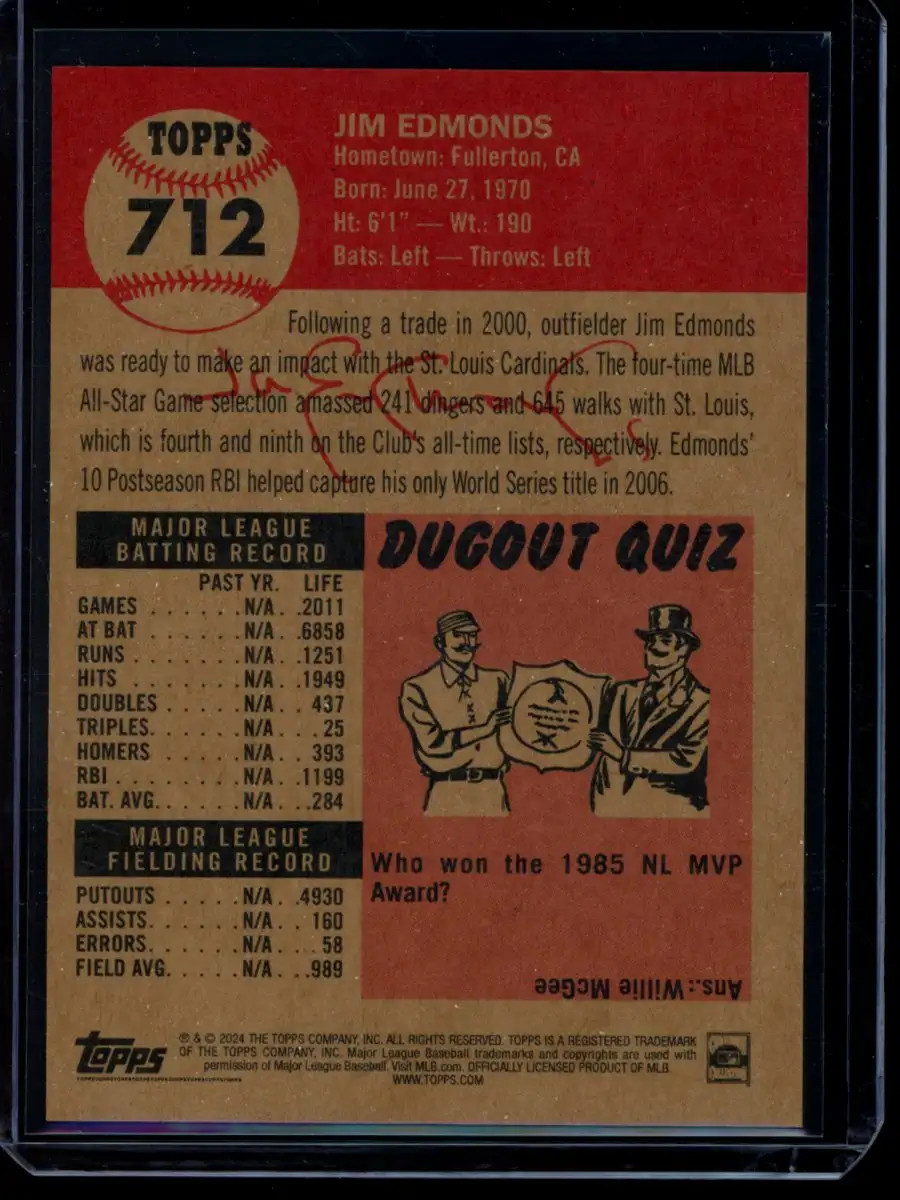 TOPPS
712
JIM EDMONDS
Hometown: Fullerton, CA
Born: June 27, 1970
Ht: 6'1" — Wt.: 190
Bats: Left — Throws: Left
Following a trade in 2000, outfielder Jim Edmonds
was ready to make an impact with the St. Louis Cardinals. The four-time MLB
All-Star Game selection amassed 241 dingers and 645 walks with St. Louis,
which is fourth and ninth on the Club's all-time lists, respectively. Edmonds'
10 Postseason RBI helped capture his only World Series title in 2006.
MAJOR LEAGUE
BATTING RECORD
PAST YR. LIFE
GAMES . . . . . . N/A . .2011
AT BAT . . . . . . N/A . .6858
RUNS . . . . . . . N/A . .1251
HITS . . . . . . . N/A . .1949
DOUBLES . . . . . N/A . . 437
TRIPLES. . . . . . N/A . . . 25
HOMERS . . . . . N/A . . 393
RBI . . . . . . . . N/A . .1199
BAT. AVG. . . . . . N/A . . .284
MAJOR LEAGUE
FIELDING RECORD
PUTOUTS . . . . . N/A . .4930
ASSISTS. . . . . . N/A . . 160
ERRORS. . . . . . N/A . . . 58
FIELD AVG. . . . . N/A . . .989
DUGOUT QUIZ
Who won the 1985 NL MVP
Award?
Ans.: Willie McGee
Topps
® & © 2024 THE TOPPS COMPANY, INC. ALL RIGHTS RESERVED. TOPPS IS A REGISTERED TRADEMARK
OF THE TOPPS COMPANY, INC. Major League Baseball trademarks and copyrights are used with
permission of Major League Baseball. Visit MLB.com. OFFICIALLY LICENSED PRODUCT OF MLB.
WWW.TOPPS.COM